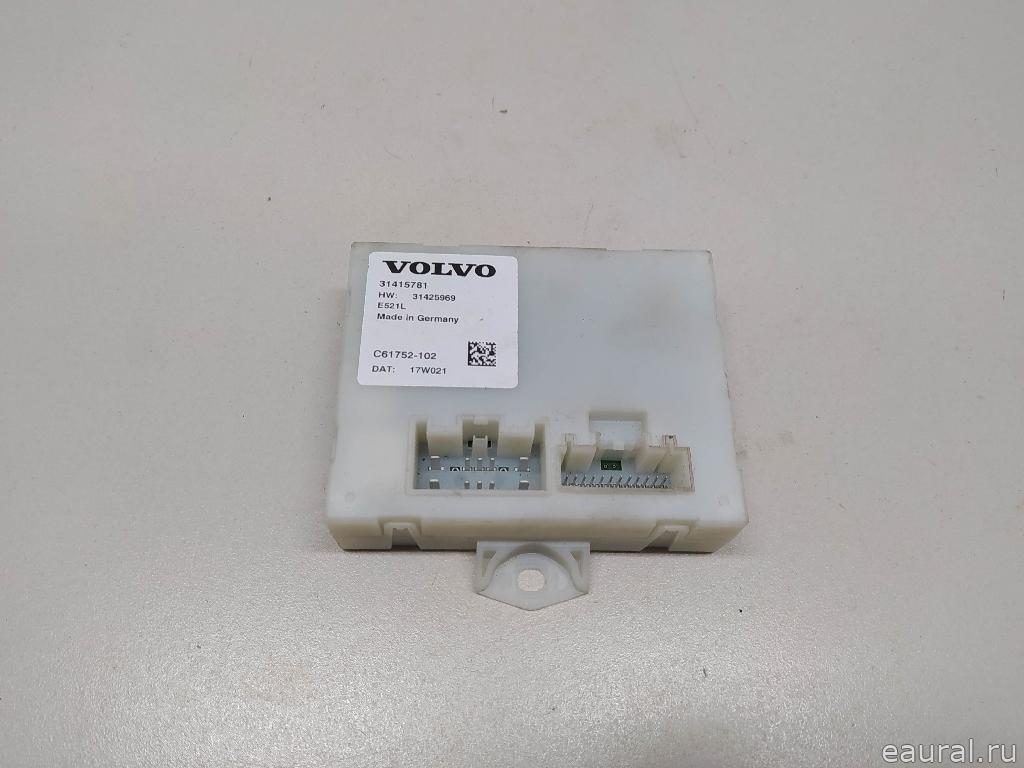 VOLVO
31415781
HW: 31425969
E521L
Made in Germany
C61752-102
DAT: 17W021
eaural.ru